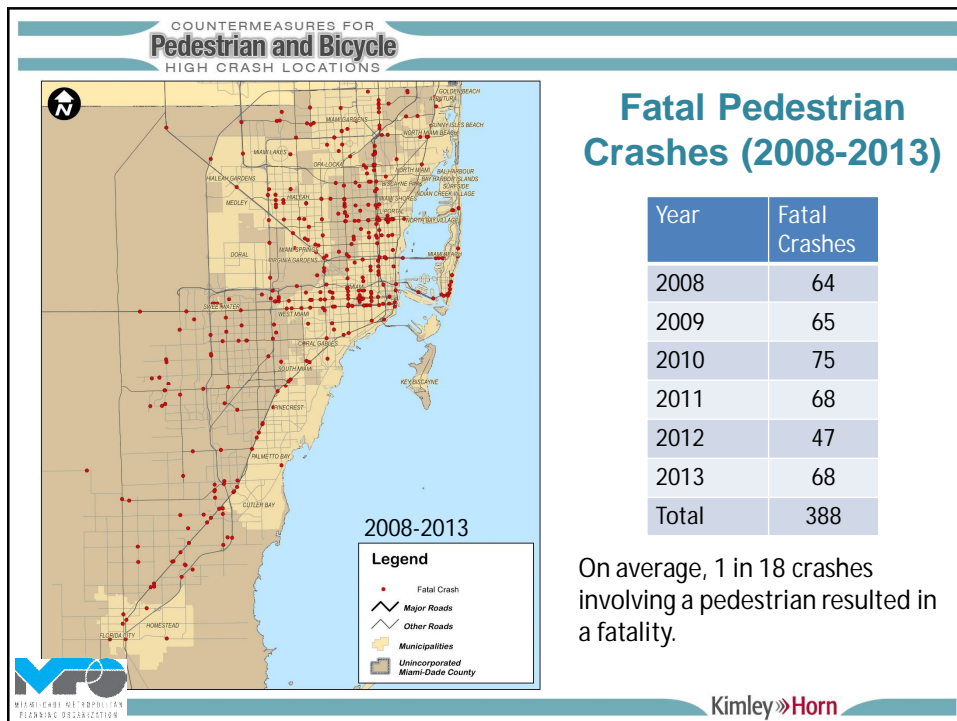 COUNTERMEASURES FOR
Pedestrian and Bicycle
HIGH CRASH LOCATIONS
N
GOLDEN BEACH
AVENTURA
SUNNY ISLES BEACH
MIAMI GARDENS
NORTH MIAMI BEACH
MIAMI LAKES
OPA-LOCKA
NORTH MIAMI
BAL HARBOUR
BAY HARBOR ISLANDS
HIALEAH GARDENS
BISCAYNE PARK
SURFSIDE
INDIAN CREEK VILLAGE
HIALEAH
MIAMI SHORES
MEDLEY
EL PORTAL
NORTH BAY VILLAGE
MIAMI SPRINGS
DORAL
VIRGINIA GARDENS
MIAMI BEACH
MIAMI
SWEETWATER
WEST MIAMI
CORAL GABLES
SOUTH MIAMI
KEY BISCAYNE
PINECREST
PALMETTO BAY
CUTLER BAY
HOMESTEAD
FLORIDA CITY
2008-2013
Legend
Fatal Crash
Major Roads
Other Roads
Municipalities
Unincorporated
Miami-Dade County
Fatal Pedestrian
Crashes (2008-2013)
Year Fatal
Crashes
2008 64
2009 65
2010 75
2011 68
2012 47
2013 68
Total 388
On average, 1 in 18 crashes
involving a pedestrian resulted in
a fatality.
MPO
MIAMI-DADE METROPOLITAN
PLANNING ORGANIZATION
Kimley»Horn